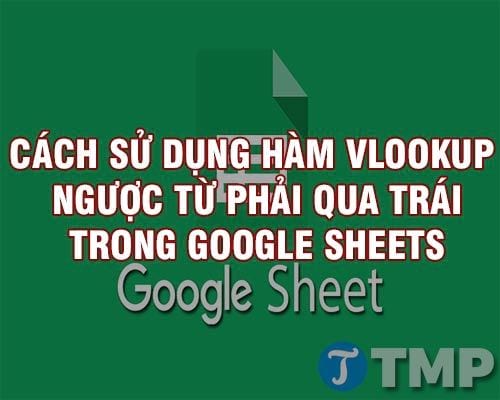 CÁCH SỬ DỤNG HÀM VLOOKUP
NGƯỢC TỪ PHẢI QUA TRÁI
TRONG GOOGLE SHEETS
Google Sheet
T TMP